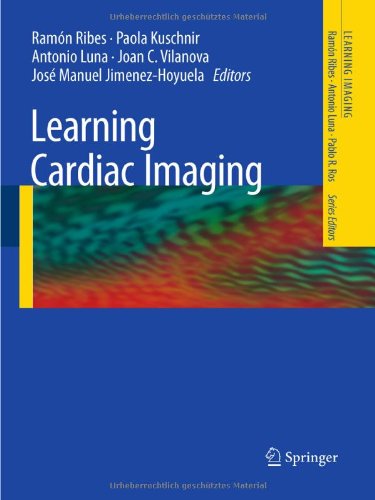 Ramón Ribes · Paola Kuschnir
Antonio Luna · Joan C. Vilanova
José Manuel Jimenez-Hoyuela Editors
Learning
Cardiac Imaging
LEARNING IMAGING
Ramón Ribes · Antonio Luna · Pablo R. Ros Series Editors
Urheberrechtlich geschütztes Material
Urheberrechtlich geschütztes Material
Springer